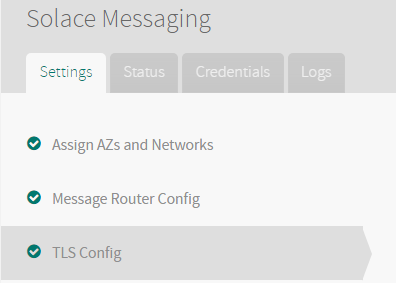 Solace Messaging
Settings Status Credentials Logs
Assign AZs and Networks
Message Router Config
TLS Config